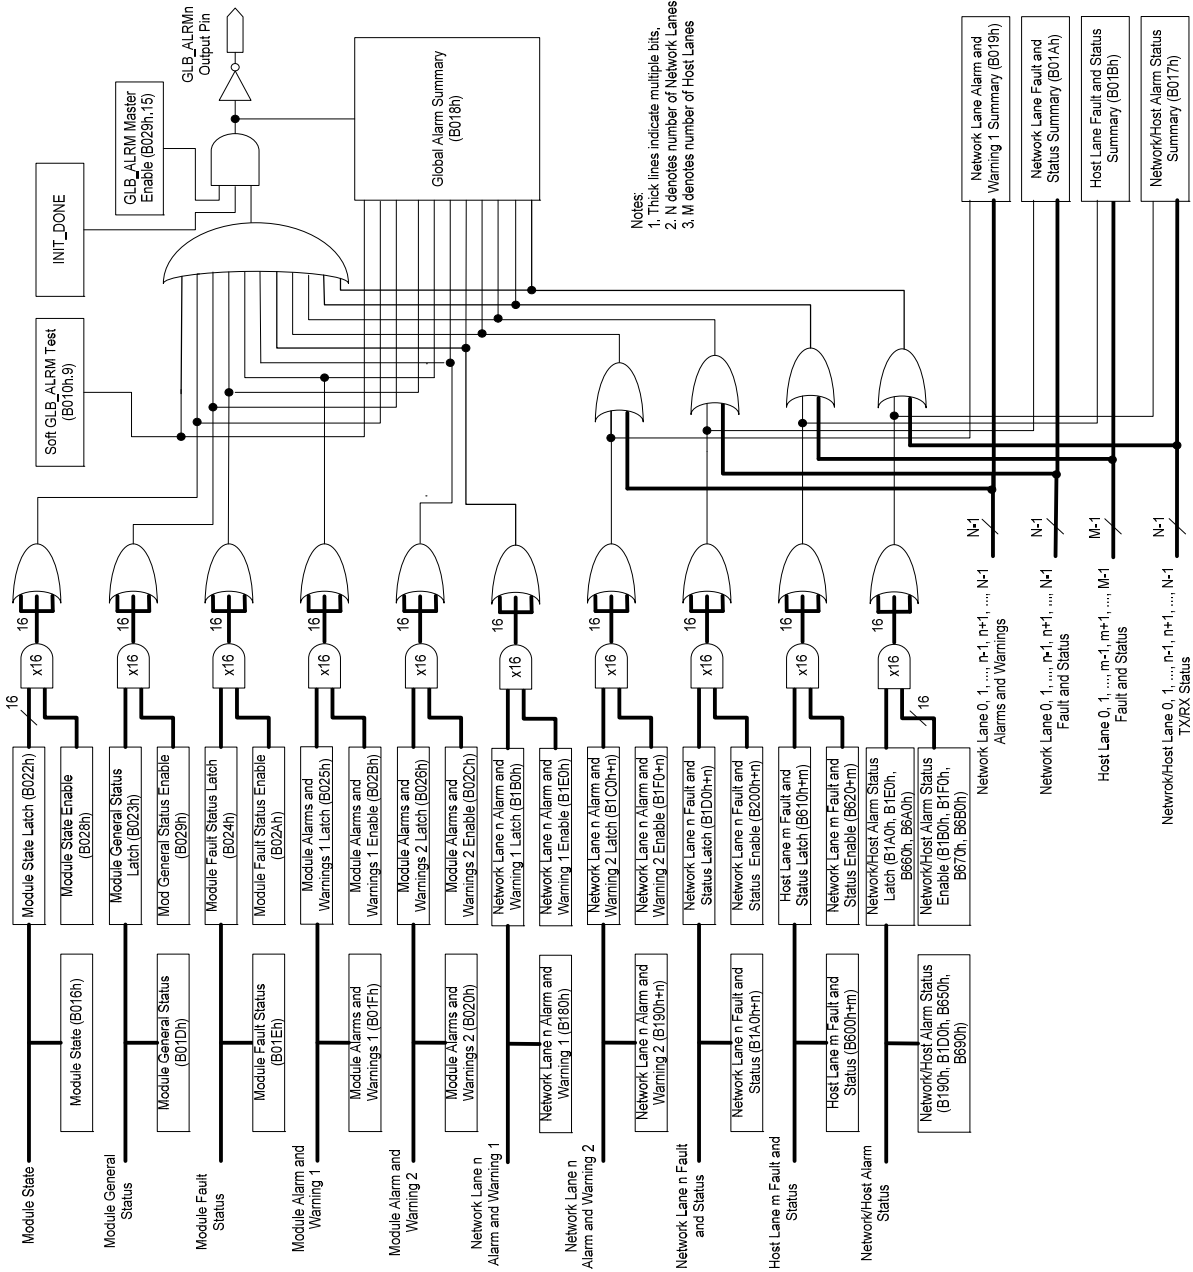 GLB_ALRMn
Output Pin
GLB_ALRM Master
Enable (B029h.15)
INIT_DONE
Soft GLB_ALRM Test
(B010h.9)
Global Alarm Summary
(B018h)
Notes:
1. Thick lines indicate multiple bits,
2. N denotes number of Network Lanes
3. M denotes number of Host Lanes
Network Lane Alarm and
Warning 1 Summary (B019h)
Network Lane Fault and
Status Summary (B01Ah)
Host Lane Fault and Status
Summary (B01Bh)
Network/Host Alarm Status
Summary (B017h)
N-1
N-1
M-1
N-1
Network Lane 0, 1, ..., n-1, n+1, ..., N-1
Alarms and Warnings
Network Lane 0, 1, ..., n-1, n+1, ..., N-1
Fault and Status
Host Lane 0, 1, ..., m-1, m+1, ..., M-1
Fault and Status
Netwrok/Host Lane 0, 1, ..., n-1, n+1, ..., N-1
TX/RX Status
16
16
16
16
16
16
16
16
16
16
x16
x16
x16
x16
x16
x16
x16
x16
x16
x16
16
16
Module State Latch (B022h)
Module State Enable
(B028h)
Module General Status
Latch (B023h)
Mod General Status Enable
(B029h)
Module Fault Status Latch
(B024h)
Module Fault Status Enable
(B02Ah)
Module Alarms and
Warnings 1 Latch (B025h)
Module Alarms and
Warnings 1 Enable (B02Bh)
Module Alarms and
Warnings 2 Latch (B026h)
Module Alarms and
Warnings 2 Enable (B02Ch)
Network Lane n Alarm and
Warning 1 Latch (B1B0h)
Network Lane n Alarm and
Warning 1 Enable (B1E0h)
Network Lane n Alarm and
Warning 2 Latch (B1C0h+n)
Network Lane n Alarm and
Warning 2 Enable (B1F0+n)
Network Lane n Fault and
Status Latch (B1D0h+n)
Network Lane n Fault and
Status Enable (B200h+n)
Host Lane m Fault and
Status Latch (B610h+m)
Network Lane m Fault and
Status Enable (B620+m)
Network/Host Alarm Status
Latch (B1A0h, B1E0h,
B660h, B6A0h)
Network/Host Alarm Status
Enable (B1B0h, B1F0h,
B670h, B6B0h)
Module State (B016h)
Module General Status
(B01Dh)
Module Fault Status
(B01Eh)
Module Alarms and
Warnings 1 (B01Fh)
Module Alarms and
Warnings 2 (B020h)
Network Lane n Alarm and
Warning 1 (B180h)
Network Lane n Alarm and
Warning 2 (B190h+n)
Network Lane n Fault and
Status (B1A0h+n)
Host Lane m Fault and
Status (B600h+m)
Network/Host Alarm Status
(B190h, B1D0h, B650h,
B690h)
Module State
Module General
Status
Module Fault
Status
Module Alarm and
Warning 1
Module Alarm and
Warning 2
Network Lane n
Alarm and Warning 1
Network Lane n
Alarm and Warning 2
Network Lane n Fault
and Status
Host Lane m Fault and
Status
Network/Host Alarm
Status